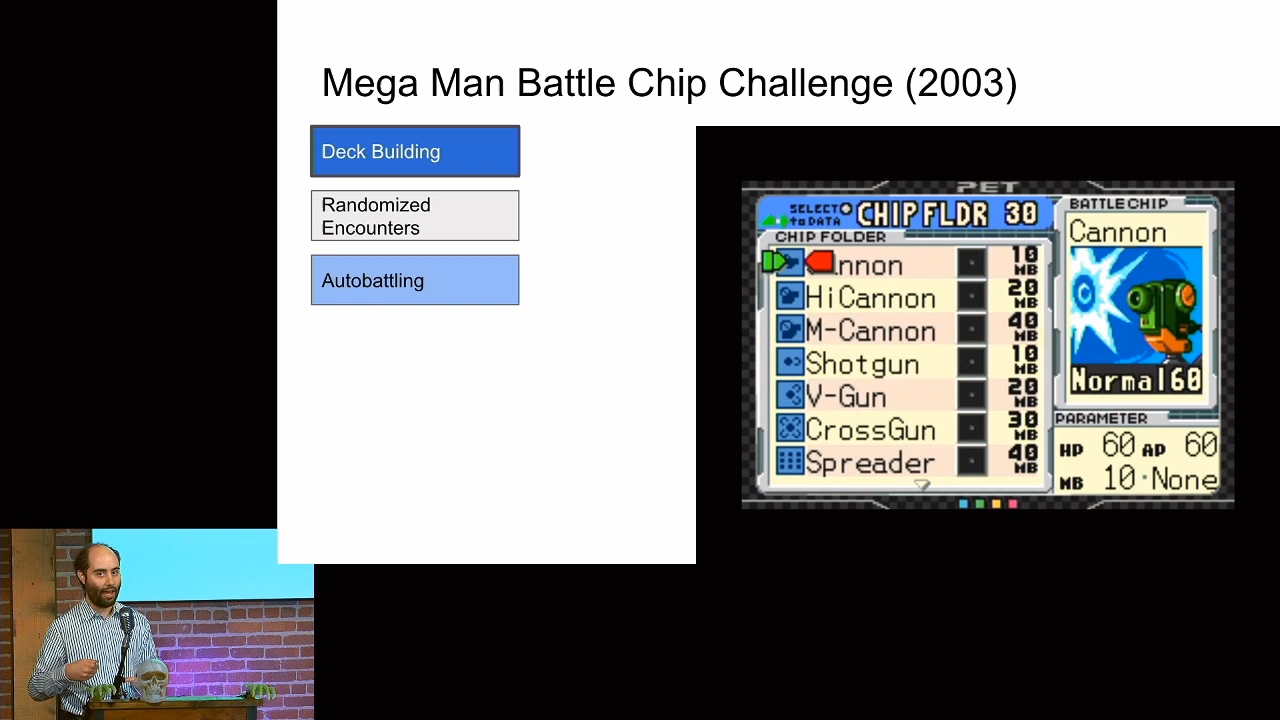 Mega Man Battle Chip Challenge (2003)
Deck Building
Randomized
Encounters
Autobattling
PET
SELECT
to DATA
CHIP FLDR 30
CHIP FOLDER
nnon 10 MB
HiCannon 20 MB
M-Cannon 40 MB
Shotgun 10 MB
V-Gun 20 MB
CrossGun 30 MB
Spreader 40 MB
BATTLE CHIP
Cannon
Normal 60
PARAMETER
HP 60 AP 60
MB 10·None